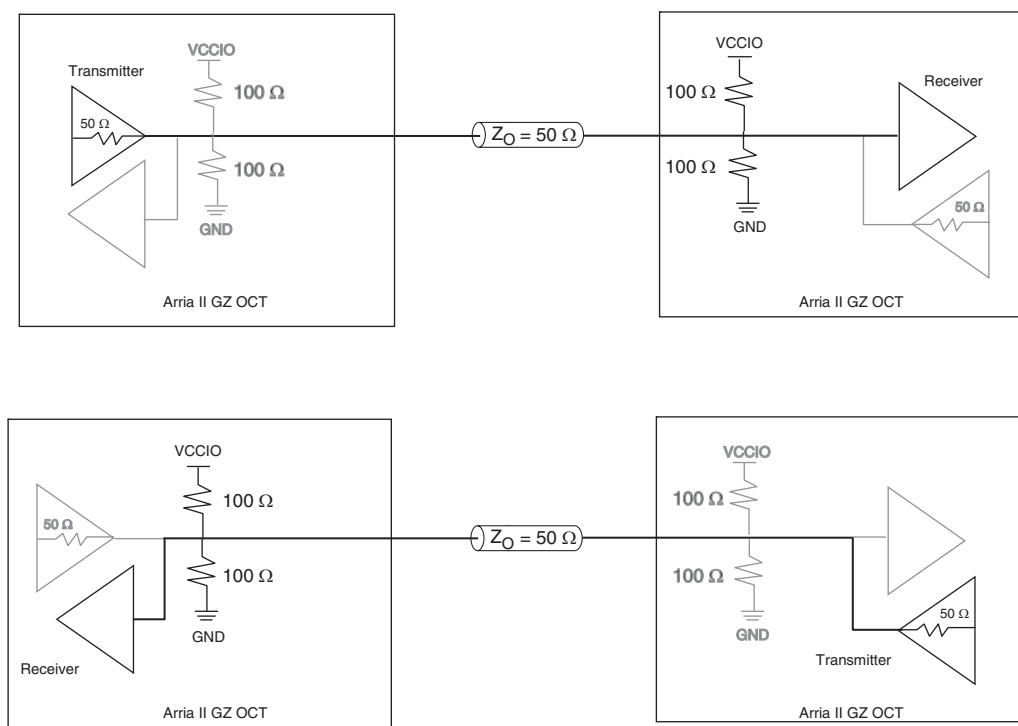 VCCIO
Transmitter
100 Ω
50 Ω
100 Ω
GND
Arria II GZ OCT
Z_O = 50 Ω
VCCIO
Receiver
100 Ω
100 Ω
50 Ω
GND
Arria II GZ OCT
VCCIO
50 Ω
100 Ω
100 Ω
GND
Receiver
Arria II GZ OCT
Z_O = 50 Ω
VCCIO
100 Ω
100 Ω
50 Ω
GND
Transmitter
Arria II GZ OCT